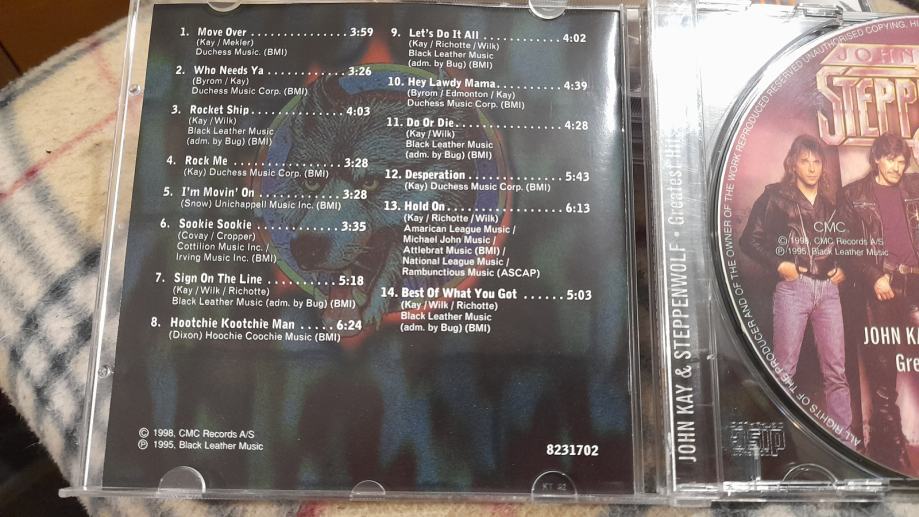 1. Move Over ........................ 3:59
(Kay / Mekler)
Duchess Music. (BMI)
2. Who Needs Ya ................ 3:26
(Byrom / Kay)
Duchess Music Corp. (BMI)
3. Rocket Ship .................... 4:03
(Kay / Wilk)
Black Leather Music
(adm. by Bug) (BMI)
4. Rock Me ....................... 3:28
(Kay) Duchess Music Corp. (BMI)
5. I'm Movin' On ................. 3:28
(Snow) Unichappell Music Inc. (BMI)
6. Sookie Sookie ................. 3:35
(Covay / Cropper)
Cottilion Music Inc. /
Irving Music Inc. (BMI)
7. Sign On The Line ............ 5:18
(Kay / Wilk / Richotte)
Black Leather Music (adm. by Bug) (BMI)
8. Hootchie Kootchie Man ..... 6:24
(Dixon) Hoochie Coochie Music (BMI)
9. Let's Do It All ................ 4:02
(Kay / Richotte / Wilk)
Black Leather Music
(adm. by Bug) (BMI)
10. Hey Lawdy Mama .............. 4:39
(Byrom / Edmonton / Kay)
Duchess Music Corp. (BMI)
11. Do Or Die .................... 4:28
(Kay / Wilk)
Black Leather Music
(adm. by Bug) (BMI)
12. Desperation .................. 5:43
(Kay) Duchess Music Corp. (BMI)
13. Hold On ...................... 6:13
(Kay / Richotte / Wilk)
Amarican League Music /
Michael John Music /
Attlebrat Music (BMI) /
National League Music /
Rambunctious Music (ASCAP)
14. Best Of What You Got ...... 5:03
(Kay / Wilk / Richotte)
Black Leather Music
(adm. by Bug) (BMI)
© 1998, CMC Records A/S
℗ 1995, Black Leather Music
8231702
JOHN KAY & STEPPENWOLF • Greatest Hits
JOHN
STEPP
CMC
© 1998, CMC Records A/S
℗ 1995, Black Leather Music
JOHN KA
Gre
ALL RIGHTS OF THE PRODUCER AND OF THE OWNER OF THE WORK REPRODUCED RESERVED UNAUTHORISED COPYING, HI